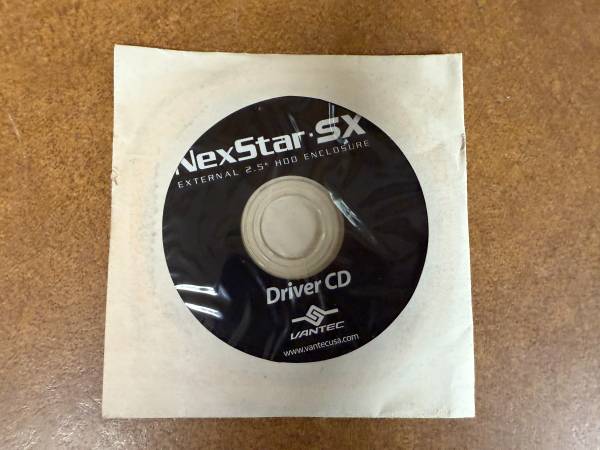 NexStar·SX
EXTERNAL 2.5" HDD ENCLOSURE
Driver CD
VANTEC
www.vantecusa.com